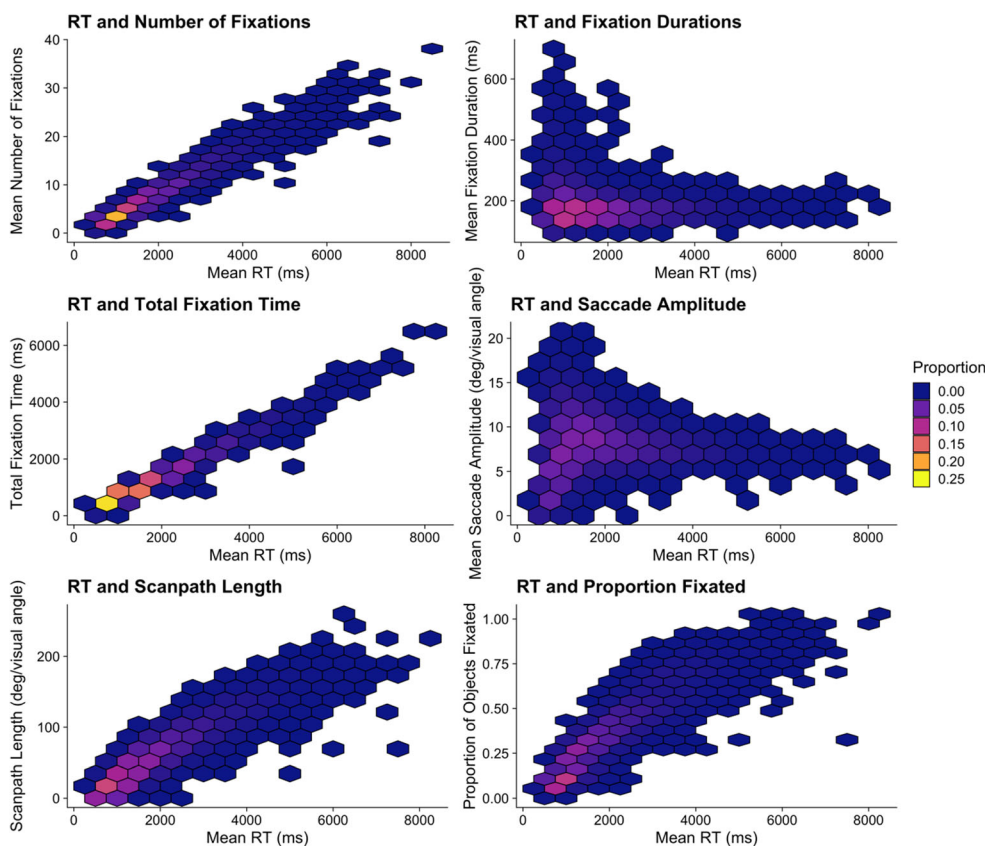 RT and Number of Fixations
Mean Number of Fixations
40
30
20
10
0
0 2000 4000 6000 8000
Mean RT (ms)
RT and Fixation Durations
Mean Fixation Duration (ms)
600
400
200
0 2000 4000 6000 8000
Mean RT (ms)
RT and Total Fixation Time
Total Fixation Time (ms)
6000
4000
2000
0
0 2000 4000 6000 8000
Mean RT (ms)
RT and Saccade Amplitude
Mean Saccade Amplitude (deg/visual angle)
20
15
10
5
0
0 2000 4000 6000 8000
Mean RT (ms)
Proportion
0.00
0.05
0.10
0.15
0.20
0.25
RT and Scanpath Length
Scanpath Length (deg/visual angle)
200
100
0
0 2000 4000 6000 8000
Mean RT (ms)
RT and Proportion Fixated
Proportion of Objects Fixated
1.00
0.75
0.50
0.25
0.00
0 2000 4000 6000 8000
Mean RT (ms)